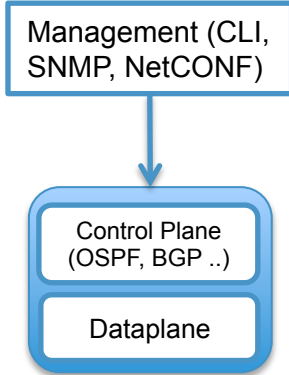 Management (CLI,
SNMP, NetCONF)
Control Plane
(OSPF, BGP ..)
Dataplane